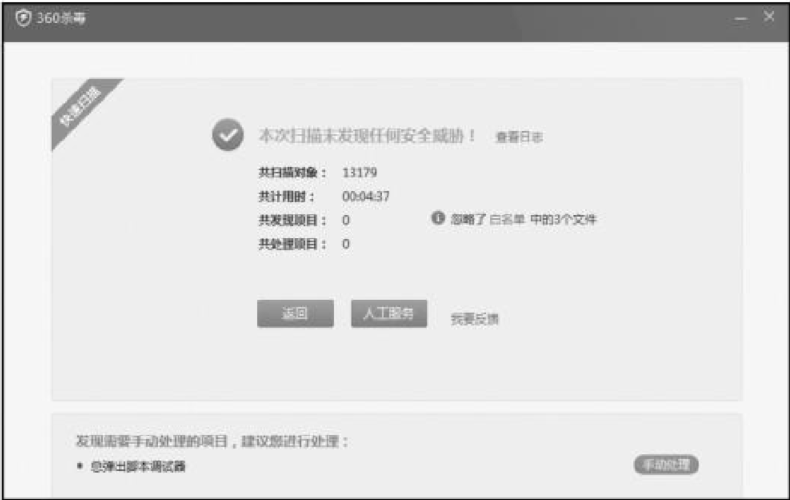 360杀毒
快速扫描
本次扫描未发现任何安全威胁！ 查看日志
共扫描对象： 13179
共计用时： 00:04:37
共发现项目： 0 忽略了 白名单 中的3个文件
共处理项目： 0
返回 人工服务 我要反馈
发现需要手动处理的项目，建议您进行处理：
• 总弹出脚本调试器 手动处理